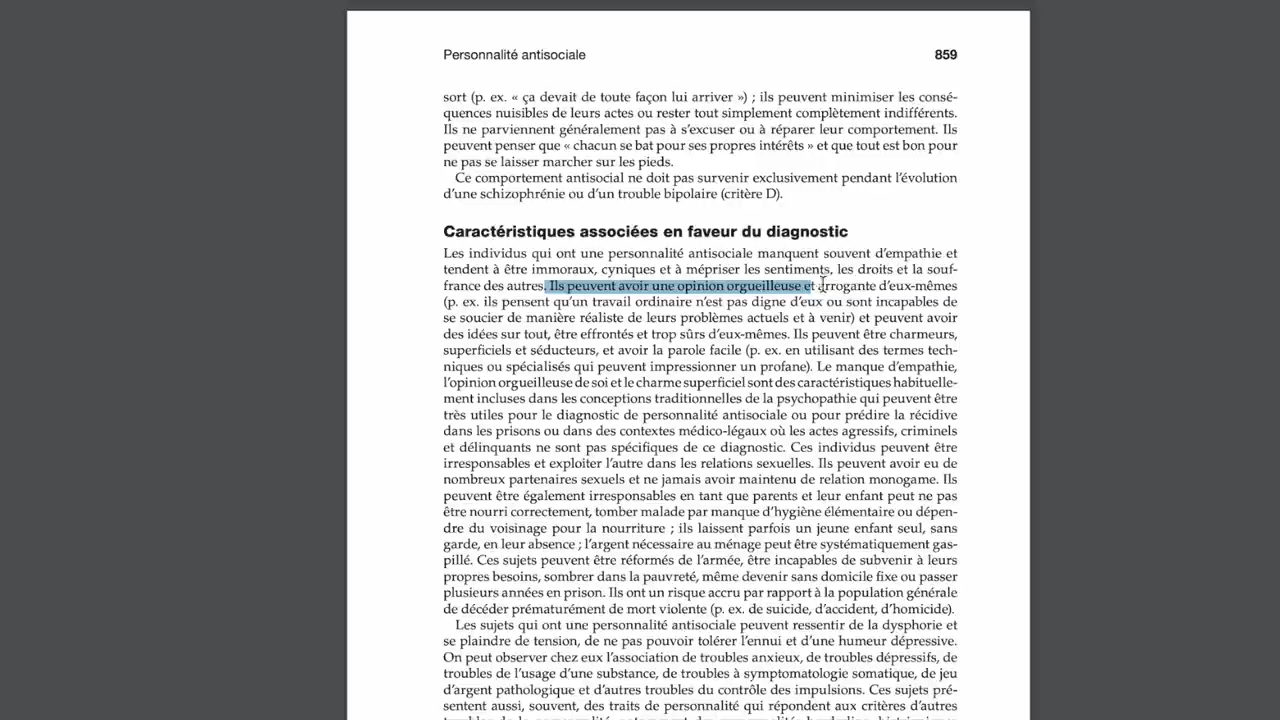 Personnalité antisociale 859
sort (p. ex. « ça devait de toute façon lui arriver ») ; ils peuvent minimiser les consé-
quences nuisibles de leurs actes ou rester tout simplement complètement indifférents.
Ils ne parviennent généralement pas à s'excuser ou à réparer leur comportement. Ils
peuvent penser que « chacun se bat pour ses propres intérêts » et que tout est bon pour
ne pas se laisser marcher sur les pieds.
Ce comportement antisocial ne doit pas survenir exclusivement pendant l'évolution
d'une schizophrénie ou d'un trouble bipolaire (critère D).
Caractéristiques associées en faveur du diagnostic
Les individus qui ont une personnalité antisociale manquent souvent d'empathie et
tendent à être immoraux, cyniques et à mépriser les sentiments, les droits et la souf-
france des autres. Ils peuvent avoir une opinion orgueilleuse et arrogante d'eux-mêmes
(p. ex. ils pensent qu'un travail ordinaire n'est pas digne d'eux ou sont incapables de
se soucier de manière réaliste de leurs problèmes actuels et à venir) et peuvent avoir
des idées sur tout, être effrontés et trop sûrs d'eux-mêmes. Ils peuvent être charmeurs,
superficiels et séducteurs, et avoir la parole facile (p. ex. en utilisant des termes tech-
niques ou spécialisés qui peuvent impressionner un profane). Le manque d'empathie,
l'opinion orgueilleuse de soi et le charme superficiel sont des caractéristiques habituelle-
ment incluses dans les conceptions traditionnelles de la psychopathie qui peuvent être
très utiles pour le diagnostic de personnalité antisociale ou pour prédire la récidive
dans les prisons ou dans des contextes médico-légaux où les actes agressifs, criminels
et délinquants ne sont pas spécifiques de ce diagnostic. Ces individus peuvent être
irresponsables et exploiter l'autre dans les relations sexuelles. Ils peuvent avoir eu de
nombreux partenaires sexuels et ne jamais avoir maintenu de relation monogame. Ils
peuvent être également irresponsables en tant que parents et leur enfant peut ne pas
être nourri correctement, tomber malade par manque d'hygiène élémentaire ou dépen-
dre du voisinage pour la nourriture ; ils laissent parfois un jeune enfant seul, sans
garde, en leur absence ; l'argent nécessaire au ménage peut être systématiquement gas-
pillé. Ces sujets peuvent être réformés de l'armée, être incapables de subvenir à leurs
propres besoins, sombrer dans la pauvreté, même devenir sans domicile fixe ou passer
plusieurs années en prison. Ils ont un risque accru par rapport à la population générale
de décéder prématurément de mort violente (p. ex. de suicide, d'accident, d'homicide).
Les sujets qui ont une personnalité antisociale peuvent ressentir de la dysphorie et
se plaindre de tension, de ne pas pouvoir tolérer l'ennui et d'une humeur dépressive.
On peut observer chez eux l'association de troubles anxieux, de troubles dépressifs, de
troubles de l'usage d'une substance, de troubles à symptomatologie somatique, de jeu
d'argent pathologique et d'autres troubles du contrôle des impulsions. Ces sujets pré-
sentent aussi, souvent, des traits de personnalité qui répondent aux critères d'autres